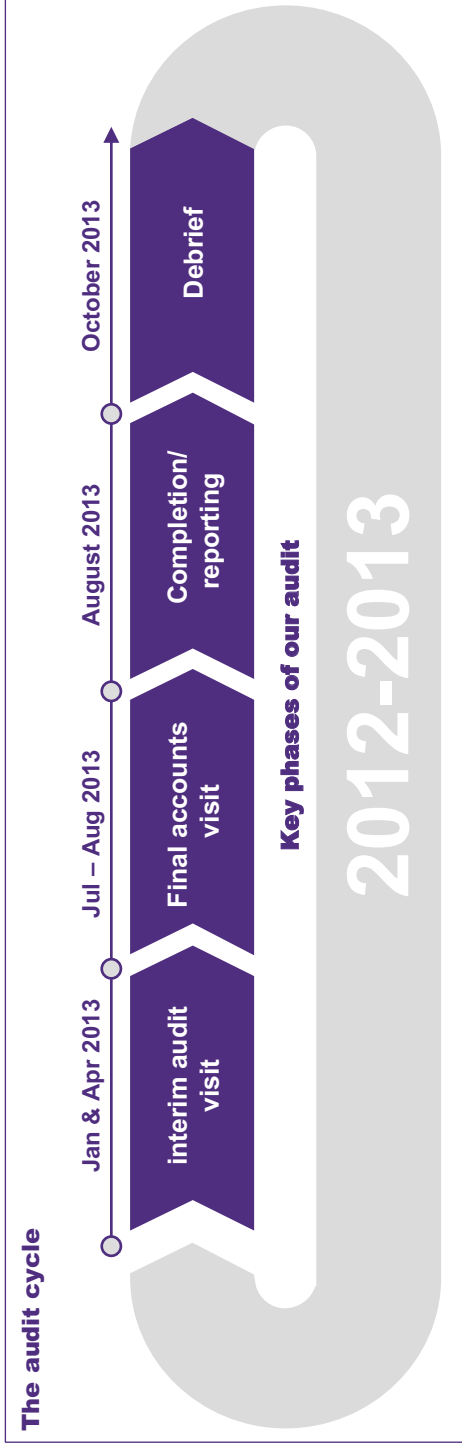 The audit cycle
Jan & Apr 2013
Jul – Aug 2013
August 2013
October 2013
interim audit
visit
Final accounts
visit
Completion/
reporting
Debrief
Key phases of our audit
2012-2013